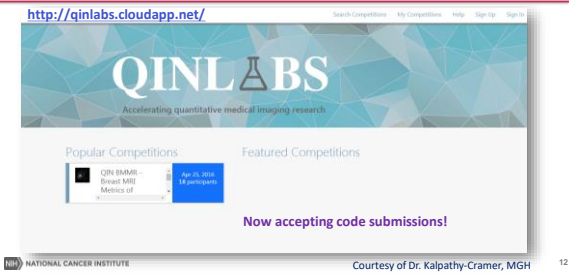 http://qinlabs.cloudapp.net/
Search Competitions My Competitions Help Sign Up Sign In
QINLABS
Accelerating quantitative medical imaging research
Popular Competitions
Featured Competitions
QIN BMMR -
Breast MRI
Metrics of
Apr 25, 2016
18 participants
Now accepting code submissions!
NIH NATIONAL CANCER INSTITUTE
Courtesy of Dr. Kalpathy-Cramer, MGH
12